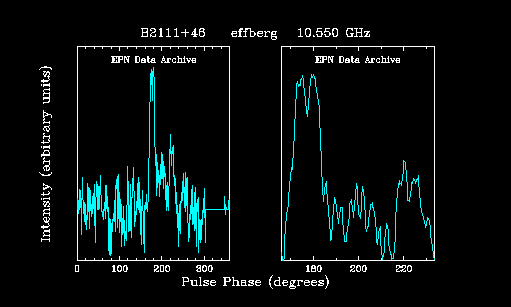 B2111+46 effberg 10.550 GHz
EPN Data Archive
EPN Data Archive
Intensity (arbitrary units)
0 100 200 300
180 200 220
Pulse Phase (degrees)